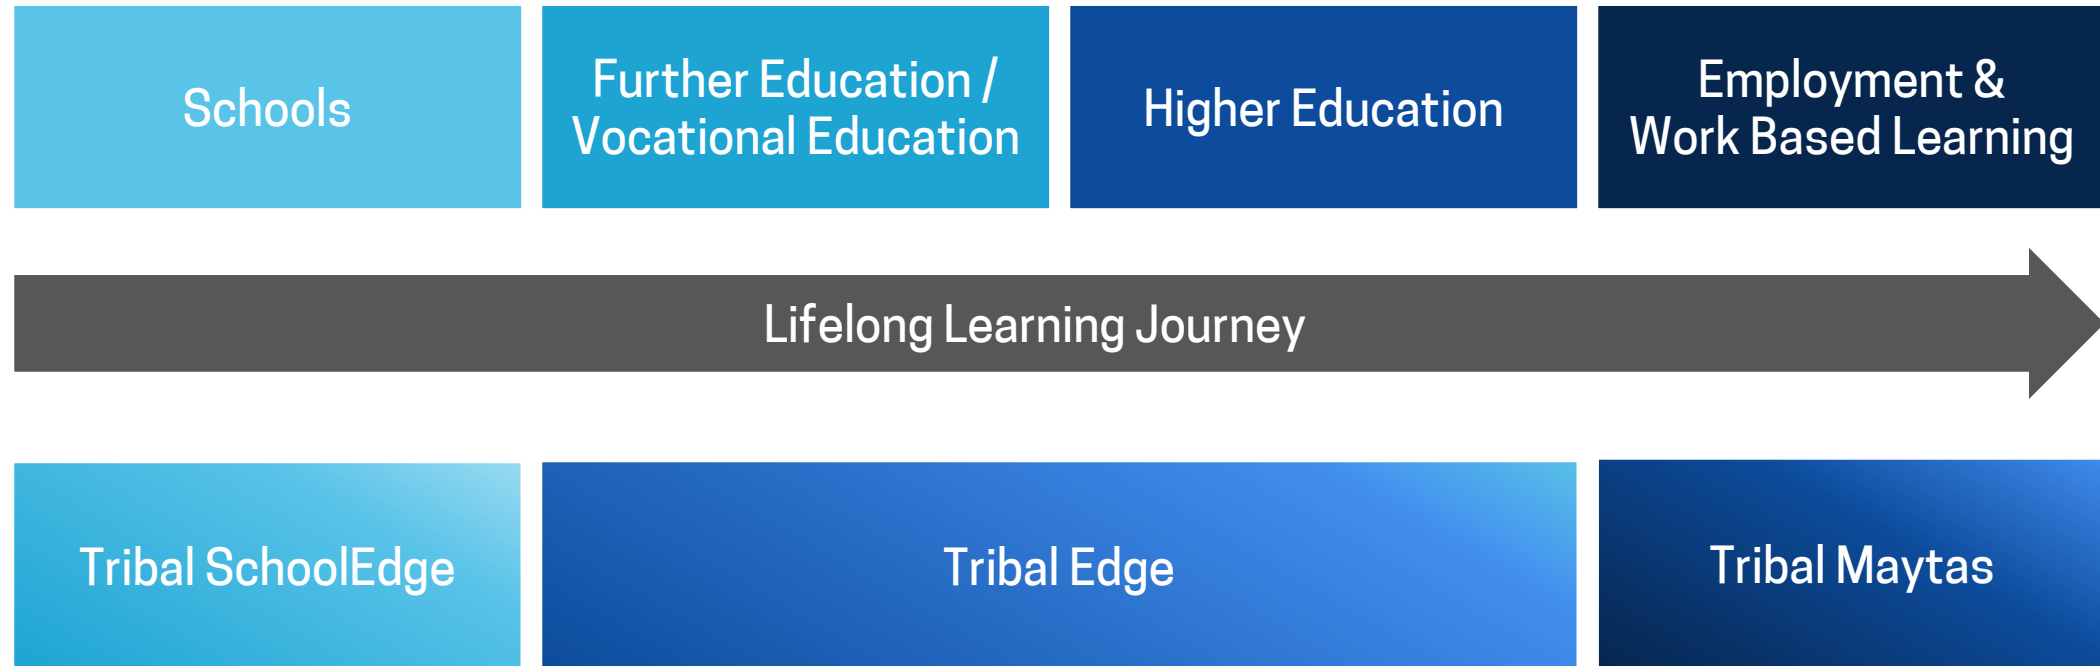 Schools
Further Education /
Vocational Education
Higher Education
Employment &
Work Based Learning
Lifelong Learning Journey
Tribal SchoolEdge
Tribal Edge
Tribal Maytas